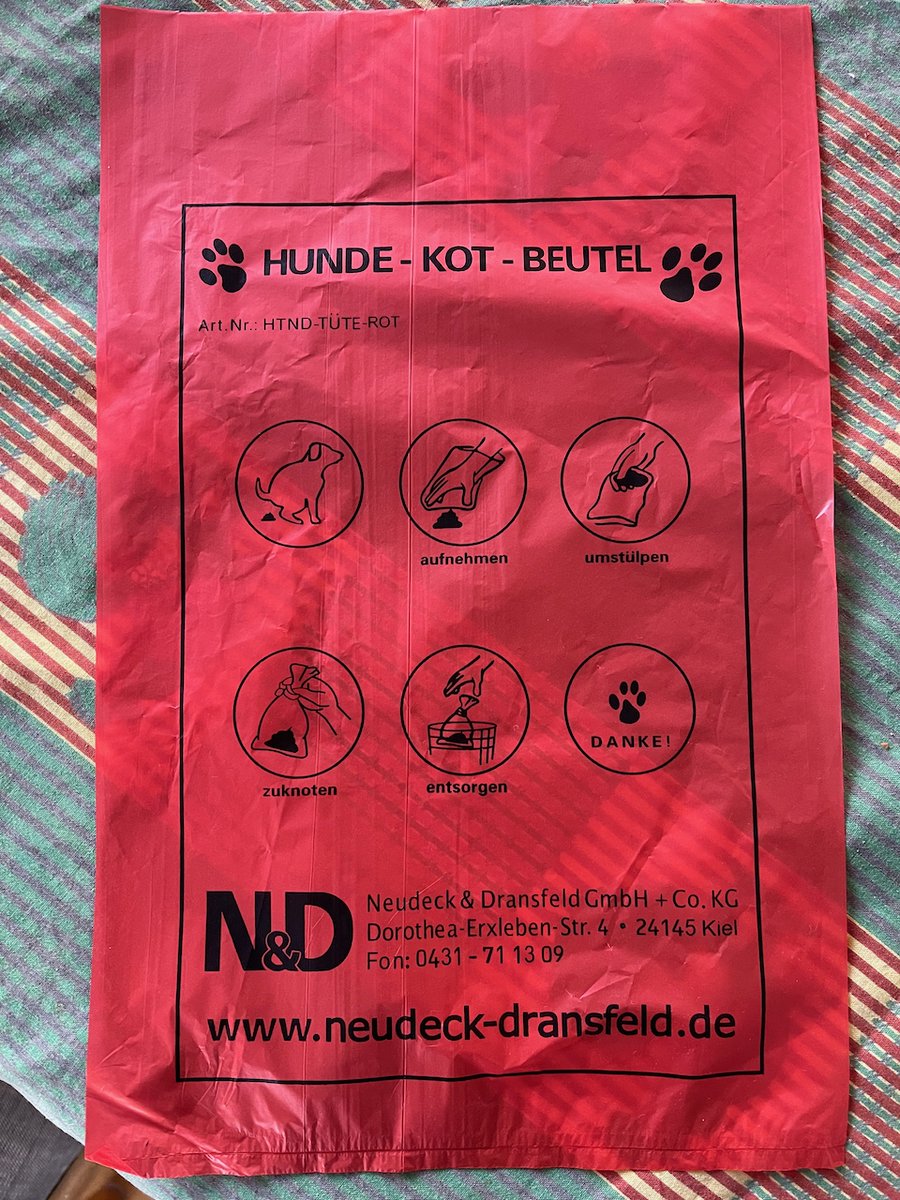 HUNDE - KOT - BEUTEL
Art.Nr.: HTND-TÜTE-ROT
aufnehmen
umstülpen
zuknoten
entsorgen
DANKE!
N&D
Neudeck & Dransfeld GmbH + Co. KG
Dorothea-Erxleben-Str. 4 • 24145 Kiel
Fon: 0431 - 71 13 09
www.neudeck-dransfeld.de